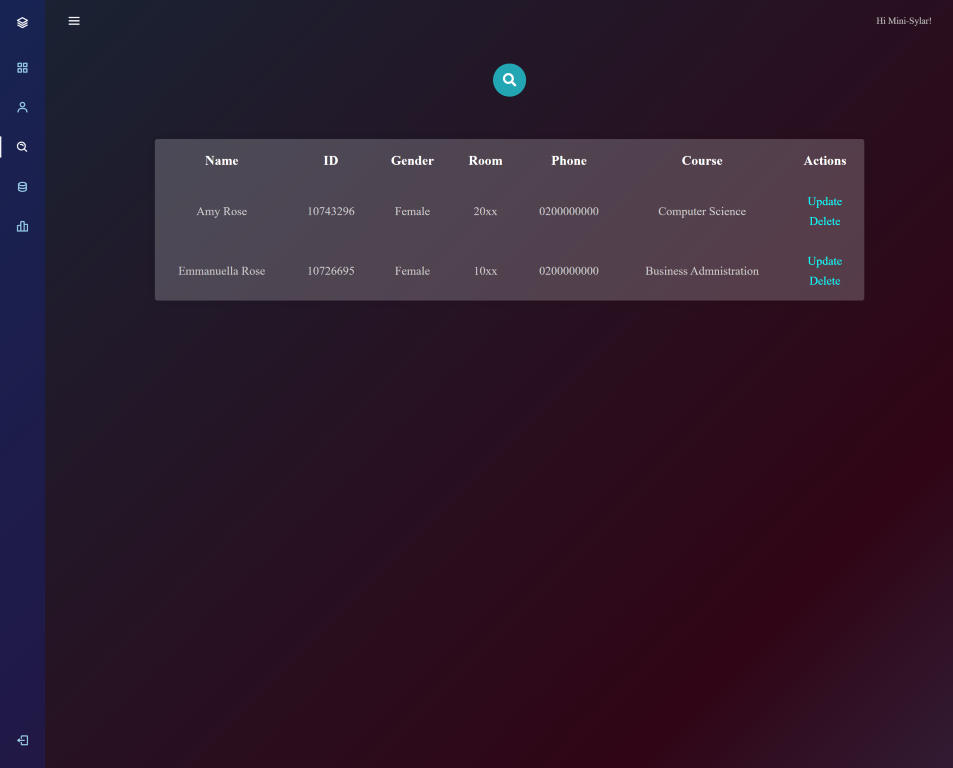 Hi Mini-Sylar!
Name ID Gender Room Phone Course Actions
Amy Rose 10743296 Female 20xx 0200000000 Computer Science Update
Delete
Emmanuella Rose 10726695 Female 10xx 0200000000 Business Admnistration Update
Delete